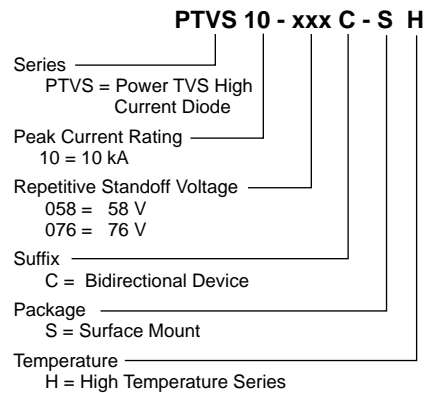 PTVS 10 - xxx C - S H
Series
PTVS = Power TVS High
Current Diode
Peak Current Rating
10 = 10 kA
Repetitive Standoff Voltage
058 = 58 V
076 = 76 V
Suffix
C = Bidirectional Device
Package
S = Surface Mount
Temperature
H = High Temperature Series